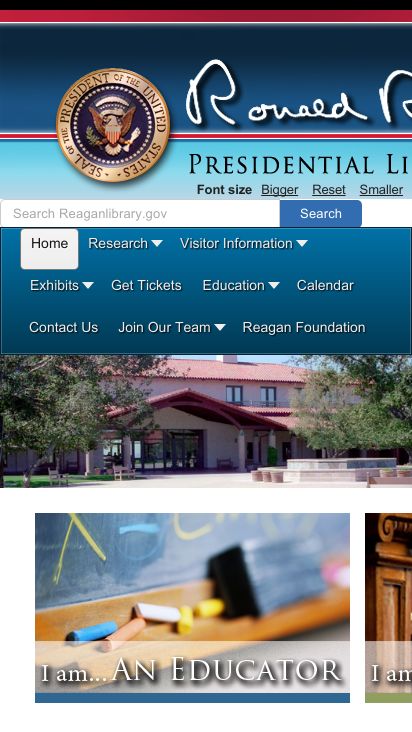 SEAL OF THE PRESIDENT OF THE UNITED STATES
Ronald R
PRESIDENTIAL LI
Font size Bigger Reset Smaller
Search Reaganlibrary.gov Search
Home Research Visitor Information
Exhibits Get Tickets Education Calendar
Contact Us Join Our Team Reagan Foundation
I am... AN EDUCATOR
I am